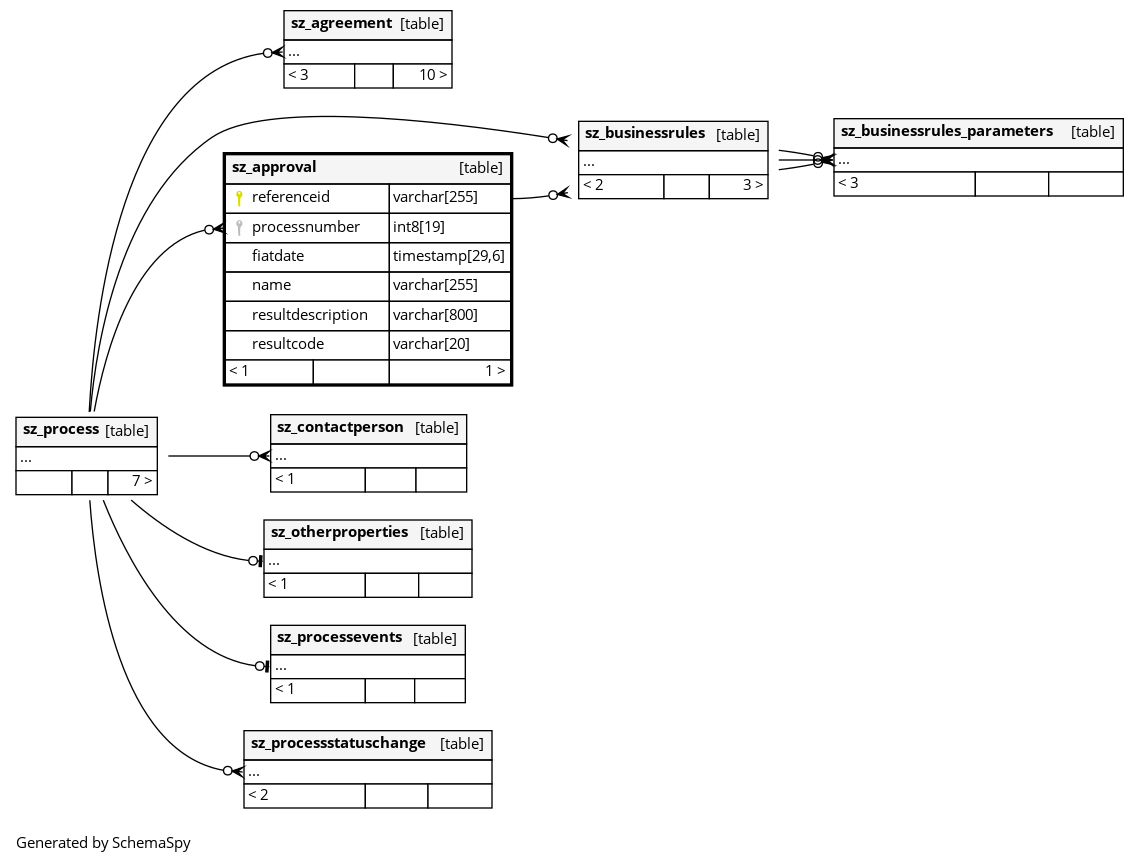 sz_agreement [table]
...
< 3 10 >
sz_businessrules [table]
...
< 2 3 >
sz_businessrules_parameters [table]
...
< 3
sz_approval [table]
referenceid varchar[255]
processnumber int8[19]
fiatdate timestamp[29,6]
name varchar[255]
resultdescription varchar[800]
resultcode varchar[20]
< 1 1 >
sz_process [table]
...
7 >
sz_contactperson [table]
...
< 1
sz_otherproperties [table]
...
< 1
sz_processevents [table]
...
< 1
sz_processstatuschange [table]
...
< 2
Generated by SchemaSpy